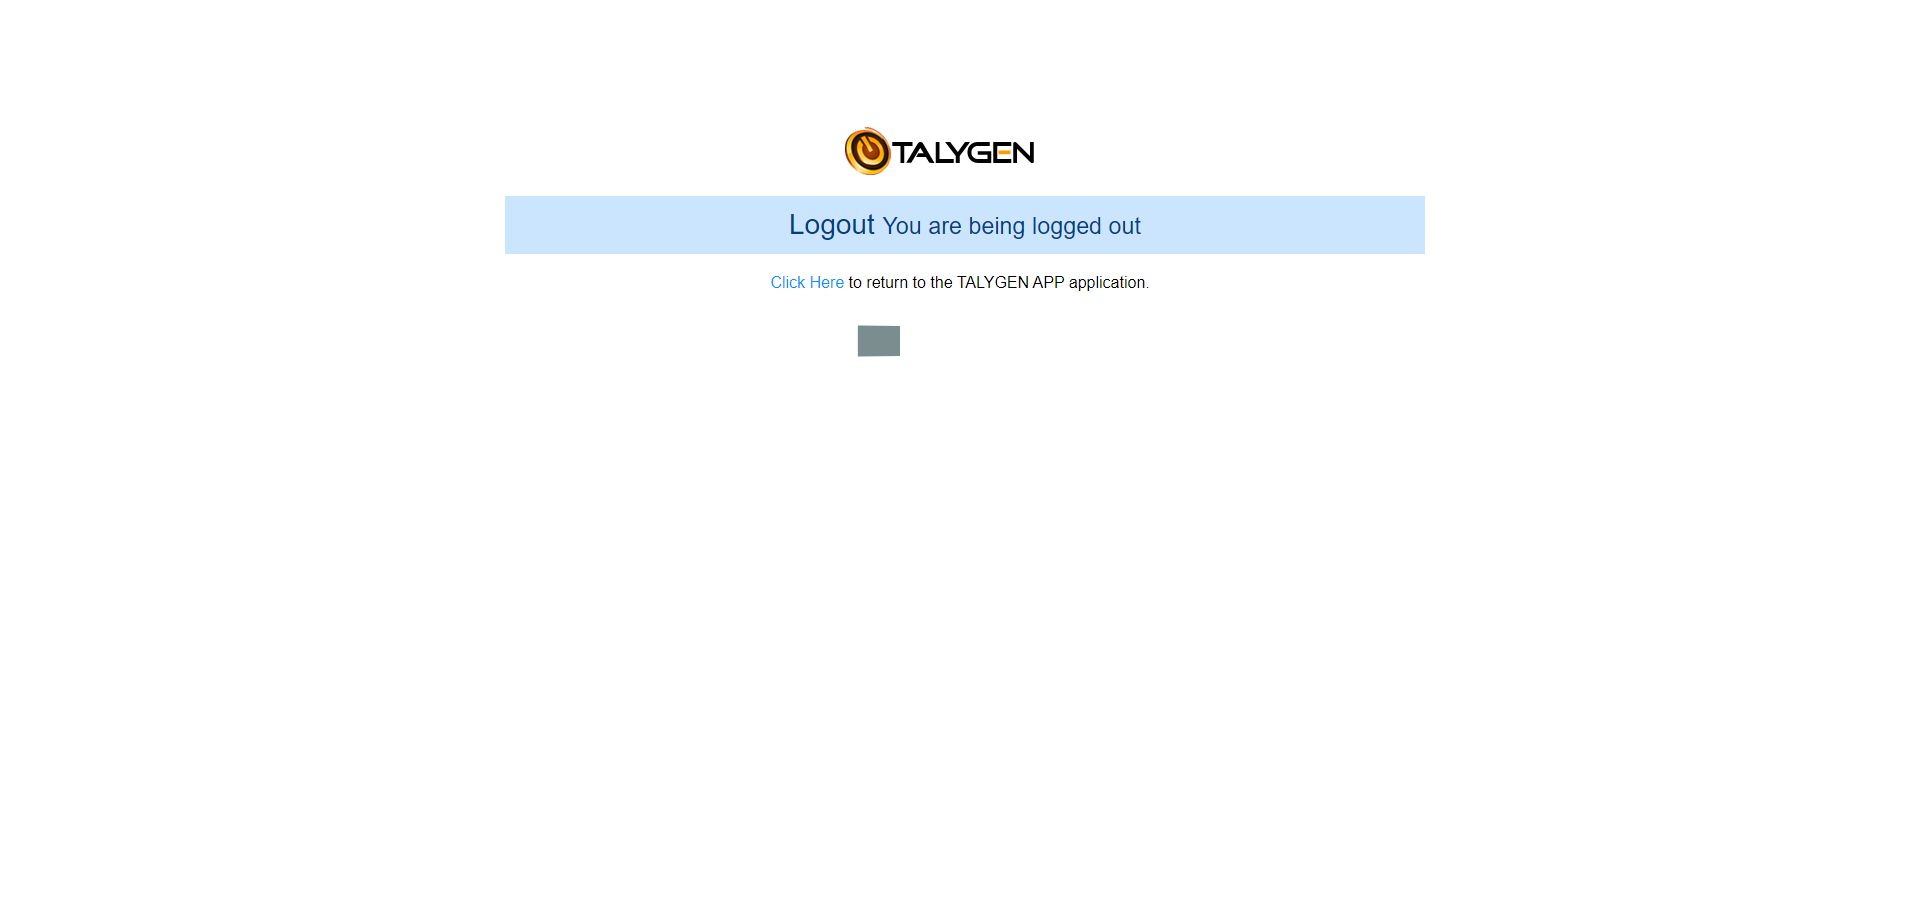 TALYGEN
Logout You are being logged out
Click Here to return to the TALYGEN APP application.